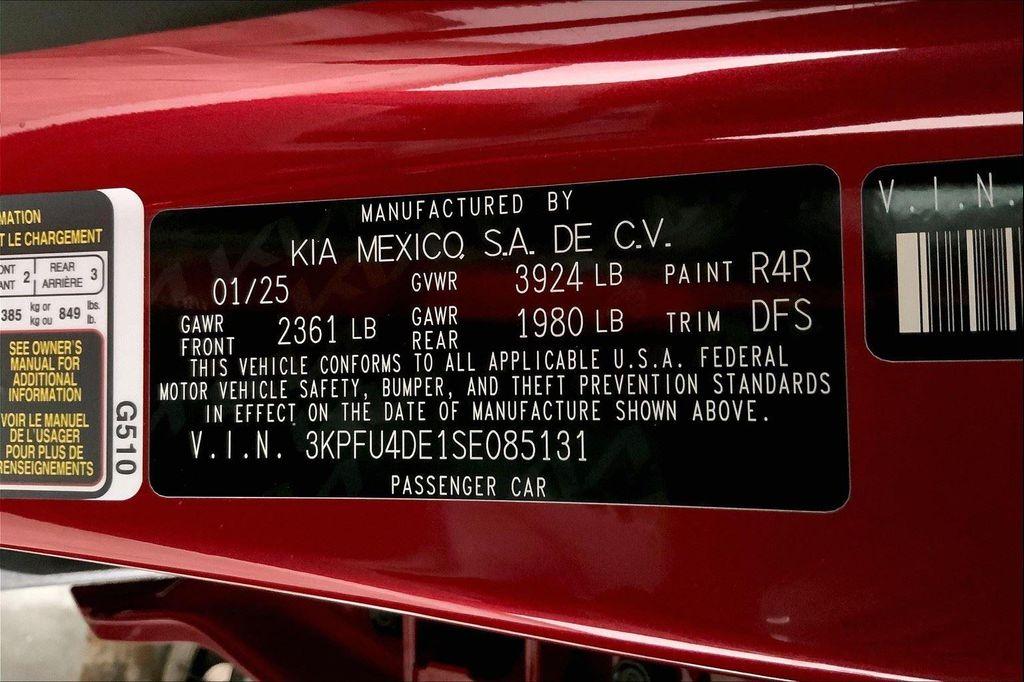 MATION
T LE CHARGEMENT
2 REAR ARRIÈRE 3
385 kg or kg ou 849 lbs. lb.
SEE OWNER'S
MANUAL FOR
ADDITIONAL
INFORMATION
VOIR LE MANUEL
DE L'USAGER
POUR PLUS DE
RENSEIGNEMENTS
G510
MANUFACTURED BY
KIA MEXICO, S.A. DE C.V.
01/25 GVWR 3924 LB PAINT R4R
GAWR FRONT 2361 LB GAWR REAR 1980 LB TRIM DFS
THIS VEHICLE CONFORMS TO ALL APPLICABLE U.S.A. FEDERAL
MOTOR VEHICLE SAFETY, BUMPER, AND THEFT PREVENTION STANDARDS
IN EFFECT ON THE DATE OF MANUFACTURE SHOWN ABOVE.
V.I.N. 3KPFU4DE1SE085131
PASSENGER CAR
V.I.N.